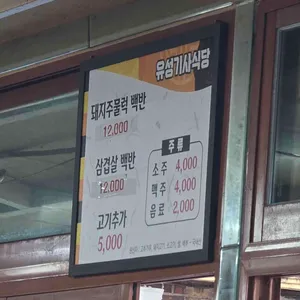 유성기사식당
돼지주물럭 백반
12,000
삼겹살 백반
12,000
고기추가
5,000
주류
소주 4,000
맥주 4,000
음료 2,000